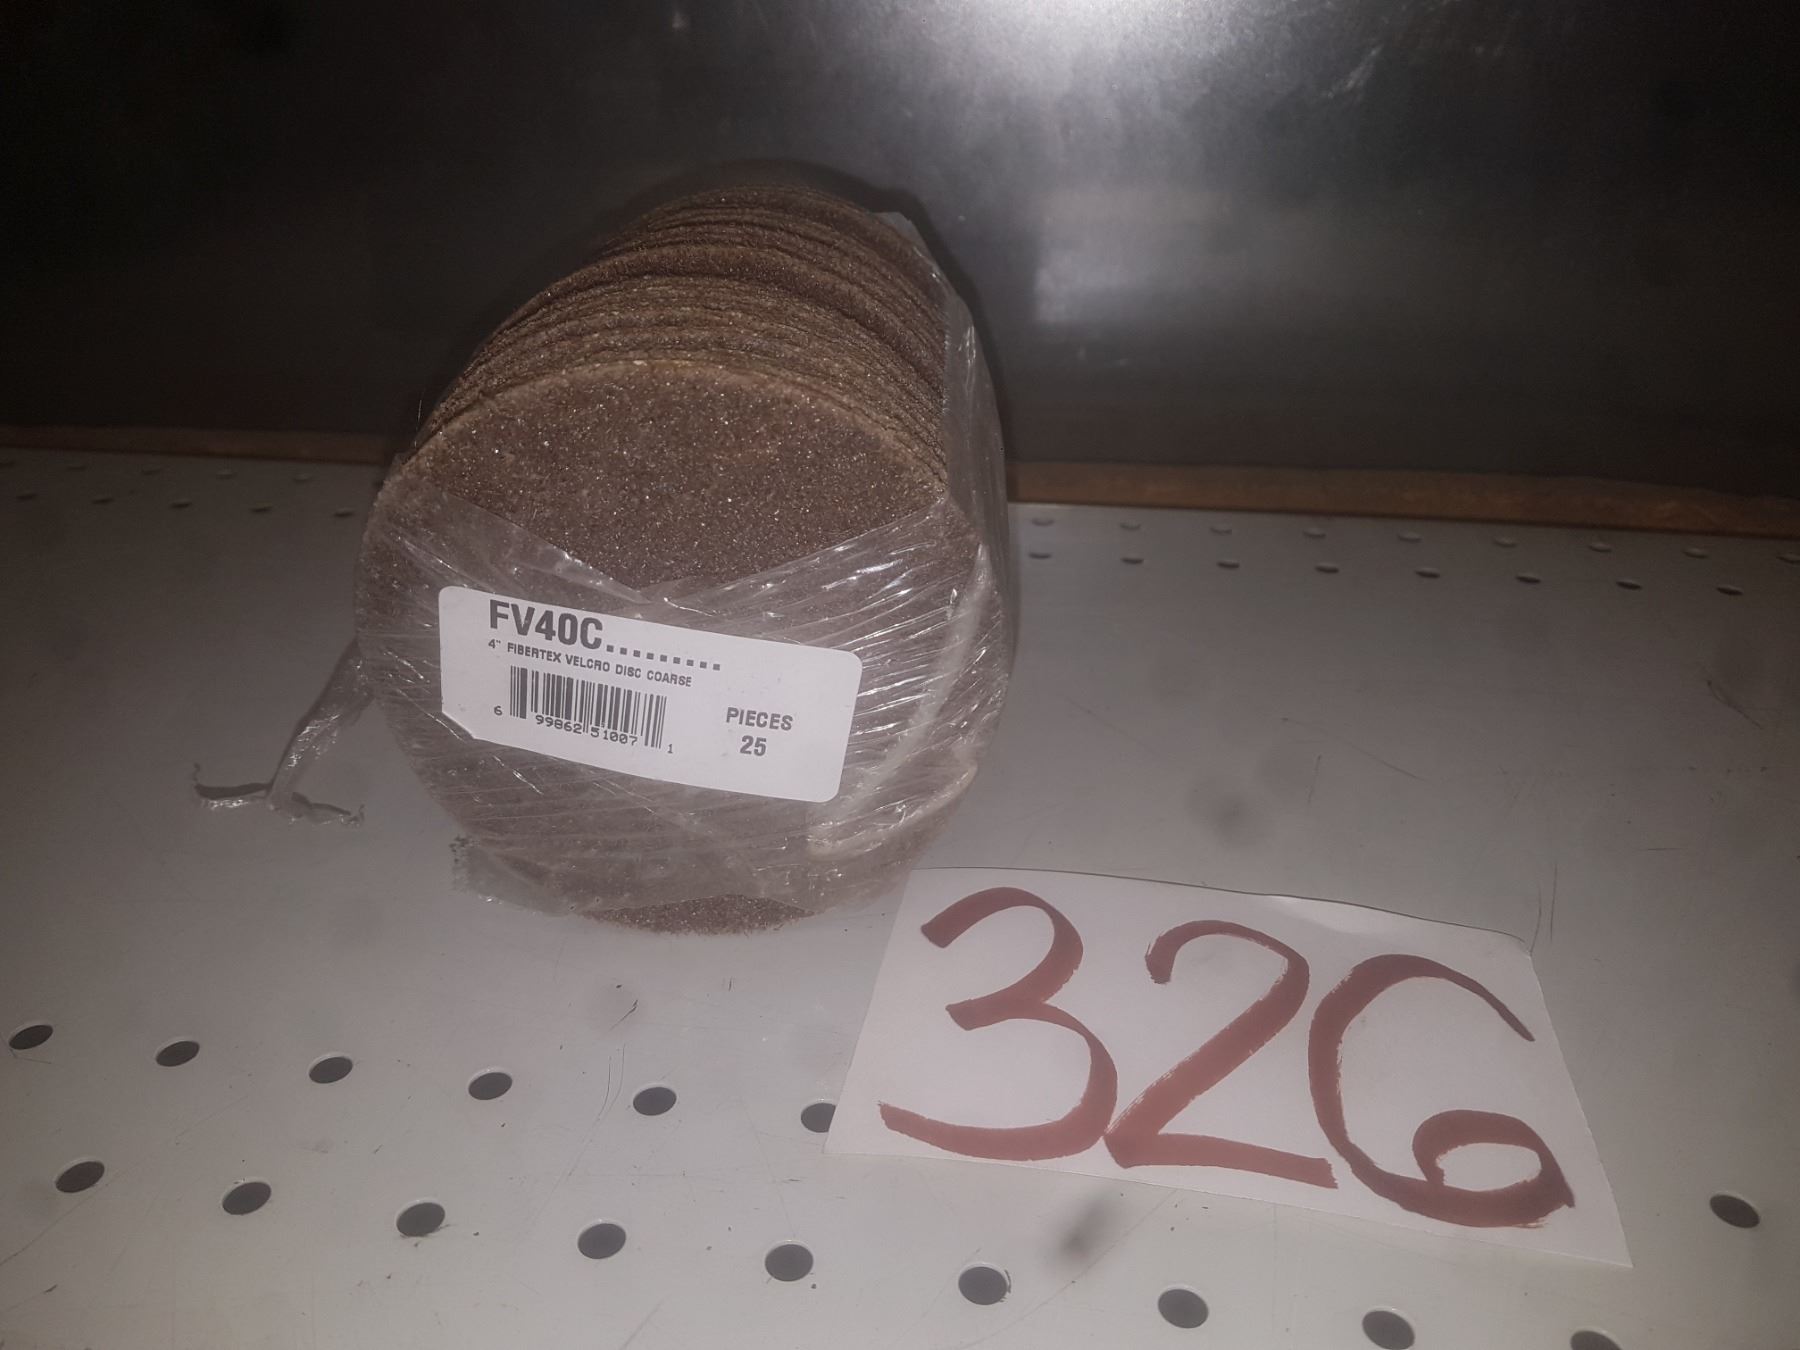 FV40C.........
4" FIBERTEX VELCRO DISC COARSE
6 99862 51007 1
PIECES
25
326